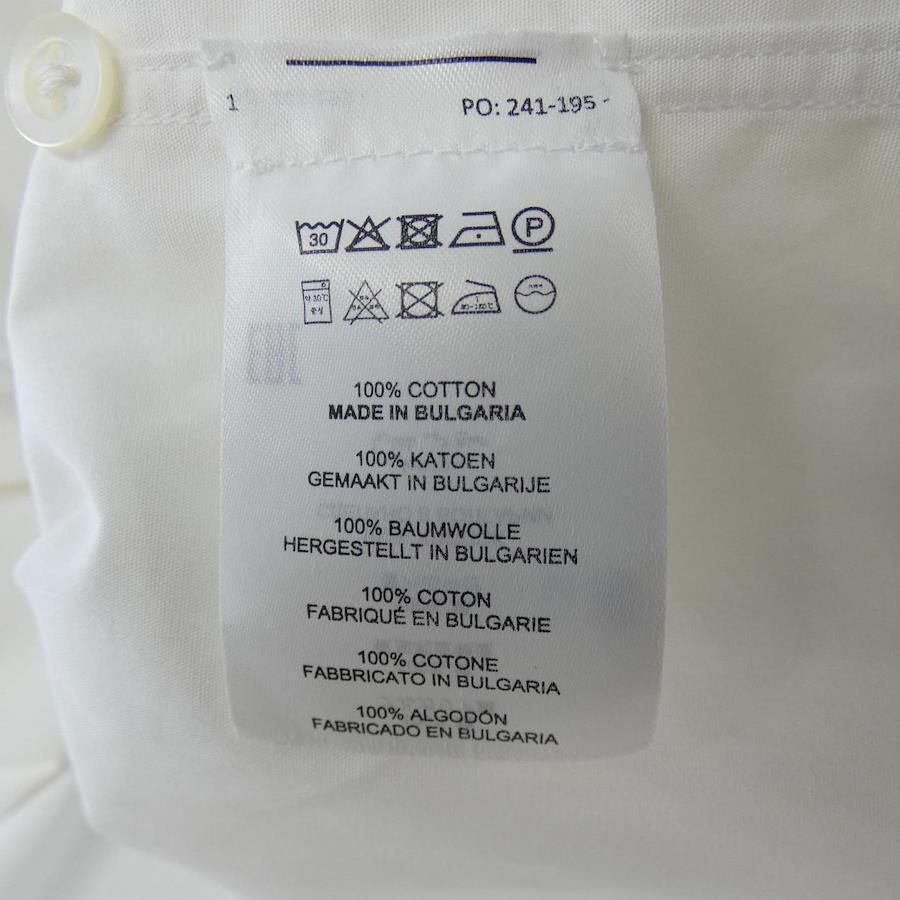 1 PO: 241-195-
30 P
100% COTTON
MADE IN BULGARIA
100% KATOEN
GEMAAKT IN BULGARIJE
100% BAUMWOLLE
HERGESTELLT IN BULGARIEN
100% COTON
FABRIQUÉ EN BULGARIE
100% COTONE
FABBRICATO IN BULGARIA
100% ALGODÓN
FABRICADO EN BULGARIA